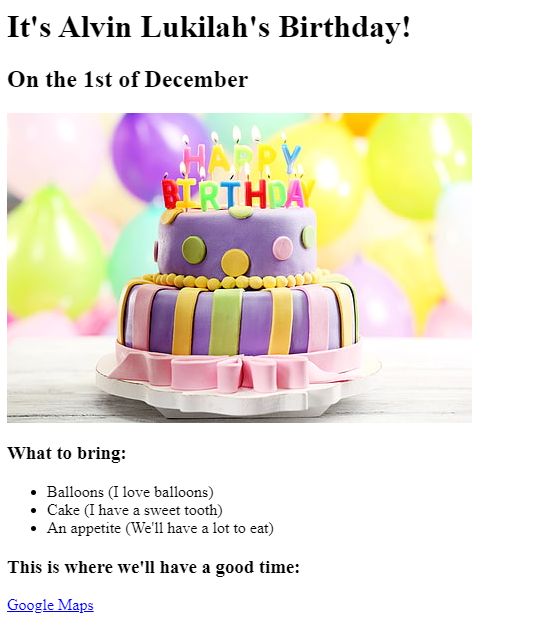 It's Alvin Lukilah's Birthday!
On the 1st of December
HAPPY
BIRTHDAY
What to bring:
Balloons (I love balloons)
Cake (I have a sweet tooth)
An appetite (We'll have a lot to eat)
This is where we'll have a good time:
Google Maps